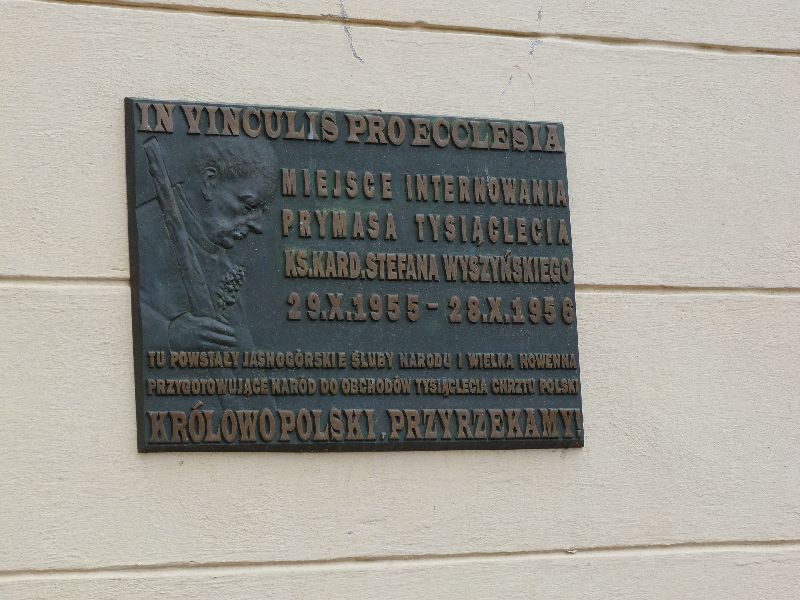 IN VINCULIS PRO ECCLESIA
MIEJSCE INTERNOWANIA
PRYMASA TYSIĄCLECIA
KS.KARD.STEFANA WYSZYŃSKIEGO
29.X.1955 - 28.X.1956
TU POWSTAŁY JASNOGÓRSKIE ŚLUBY NARODU I WIELKA NOWENNA
PRZYGOTOWUJĄCE NARÓD DO OBCHODÓW TYSIĄCLECIA CHRZTU POLSKI
KRÓLOWO POLSKI, PRZYRZEKAMY!